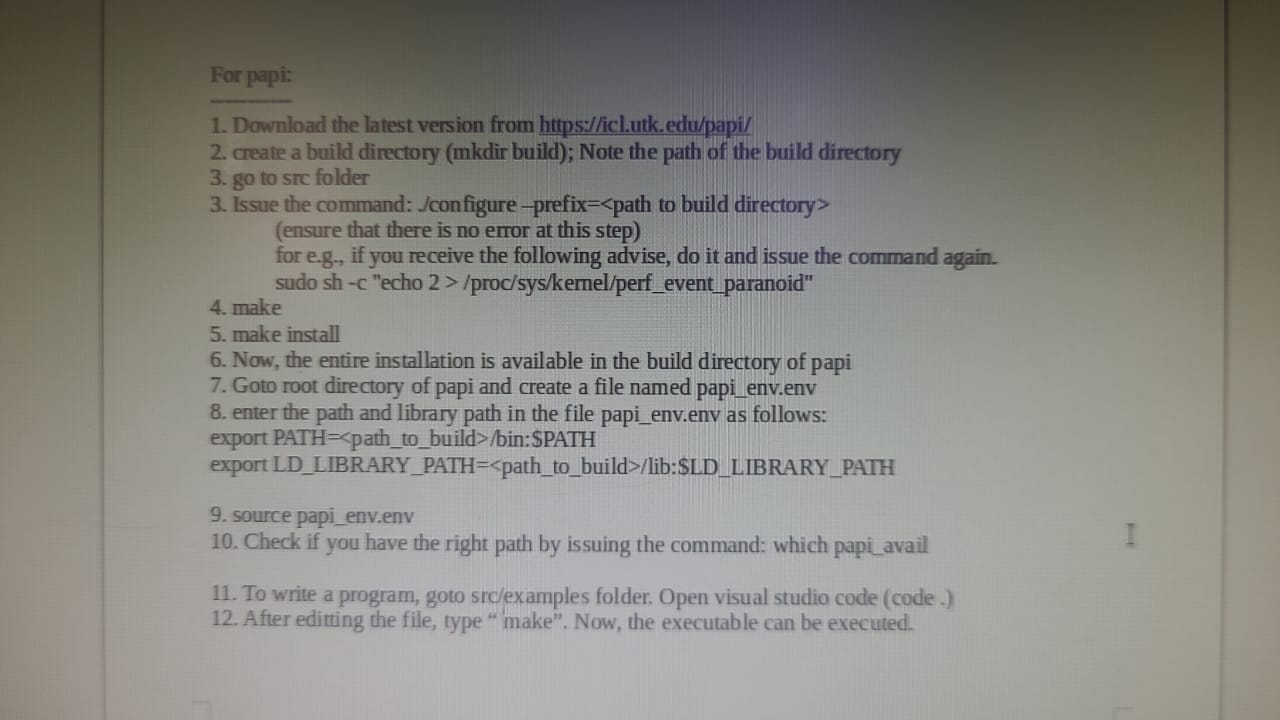 For papi:
1. Download the latest version from https://icl.utk.edu/papi/
2. create a build directory (mkdir build); Note the path of the build directory
3. go to src folder
3. Issue the command: ./configure –prefix=<path to build directory>
(ensure that there is no error at this step)
for e.g., if you receive the following advise, do it and issue the command again.
sudo sh -c "echo 2 > /proc/sys/kernel/perf_event_paranoid"
4. make
5. make install
6. Now, the entire installation is available in the build directory of papi
7. Goto root directory of papi and create a file named papi_env.env
8. enter the path and library path in the file papi_env.env as follows:
export PATH=<path_to_build>/bin:$PATH
export LD_LIBRARY_PATH=<path_to_build>/lib:$LD_LIBRARY_PATH
9. source papi_env.env
10. Check if you have the right path by issuing the command: which papi_avail
11. To write a program, goto src/examples folder. Open visual studio code (code .)
12. After editting the file, type “ make”. Now, the executable can be executed.